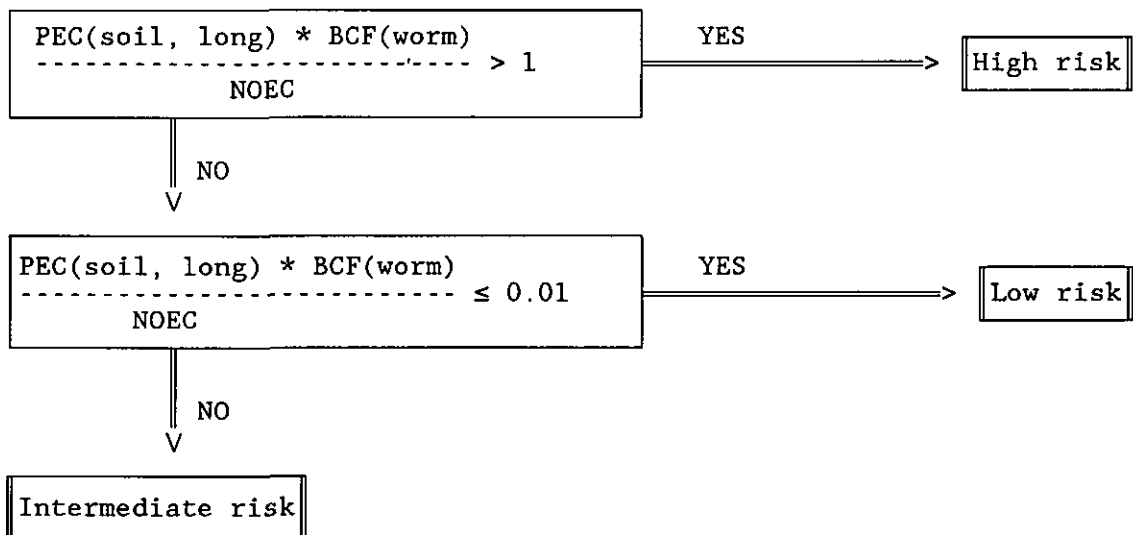 PEC(soil, long) * BCF(worm)
--------------------------- > 1
NOEC
YES
High risk
NO
PEC(soil, long) * BCF(worm)
--------------------------- ≤ 0.01
NOEC
YES
Low risk
NO
Intermediate risk